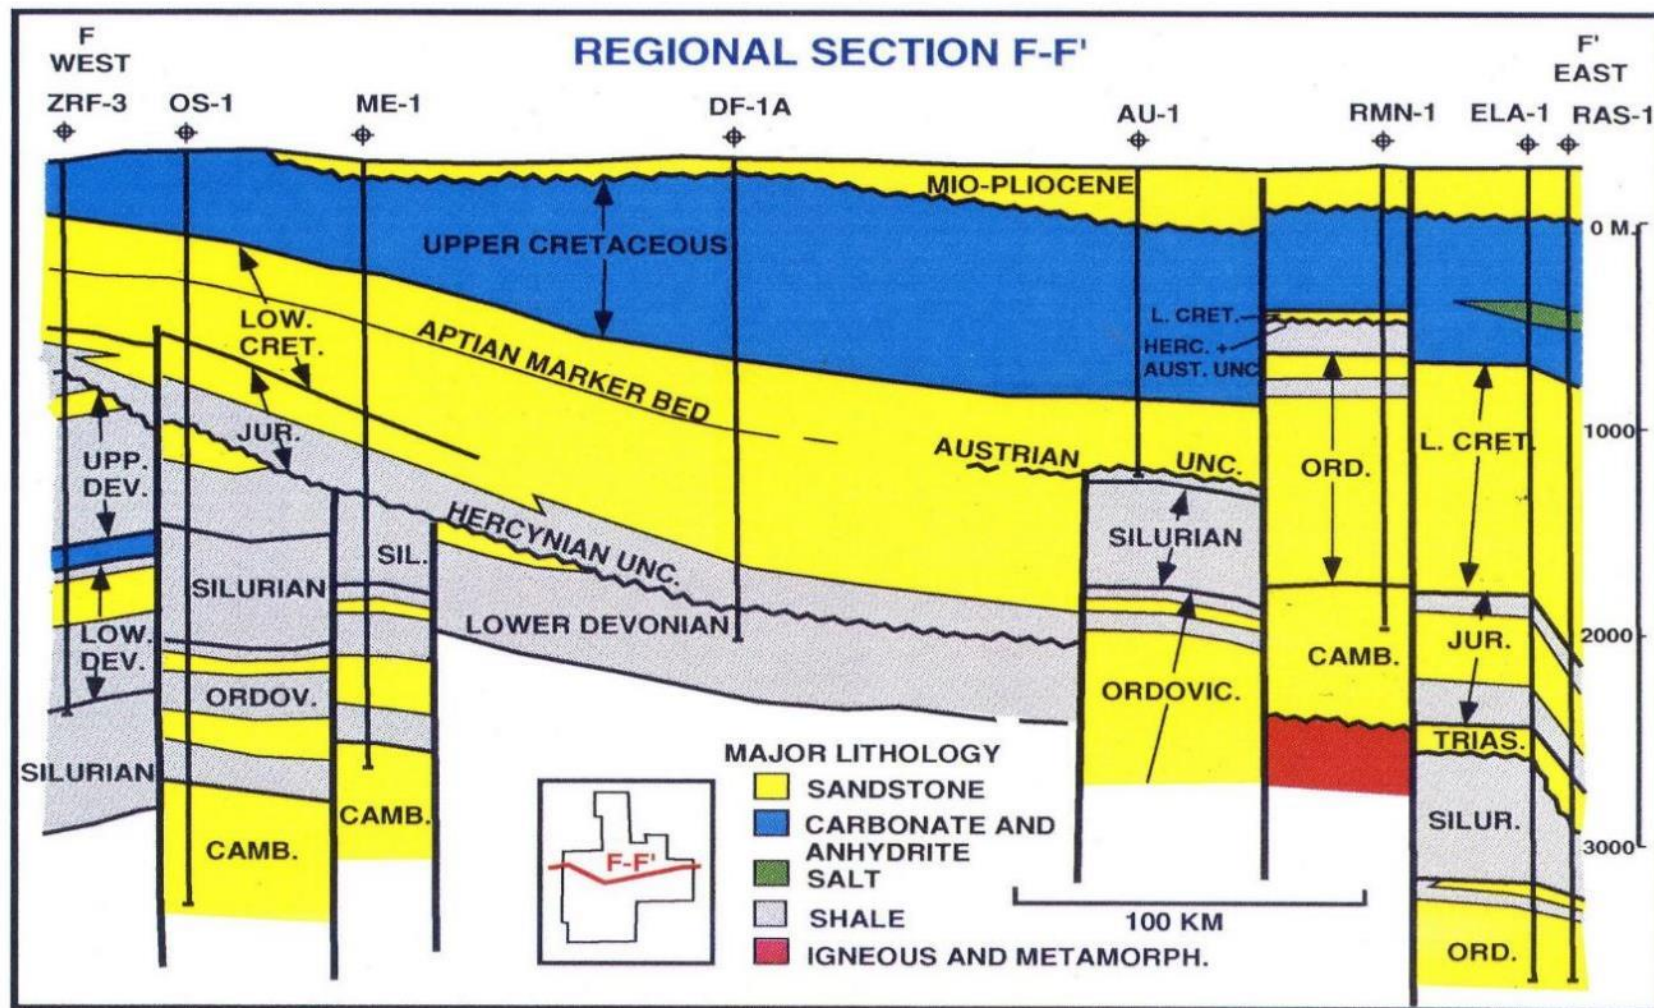 REGIONAL SECTION F-F'
F
WEST
F'
EAST
ZRF-3
OS-1
ME-1
DF-1A
AU-1
RMN-1
ELA-1
RAS-1
MIO-PLIOCENE
0 M.
UPPER CRETACEOUS
LOW.
CRET.
APTIAN MARKER BED
L. CRET.
HERC. +
AUST. UNC
JUR.
AUSTRIAN UNC.
1000
L. CRET.
UPP.
DEV.
ORD.
HERCYNIAN UNC.
SIL.
SILURIAN
SILURIAN
LOWER DEVONIAN
LOW.
DEV.
2000
JUR.
CAMB.
ORDOV.
ORDOVIC.
TRIAS.
SILURIAN
CAMB.
CAMB.
SILUR.
3000
ORD.
MAJOR LITHOLOGY
SANDSTONE
CARBONATE AND
ANHYDRITE
SALT
SHALE
IGNEOUS AND METAMORPH.
F-F'
100 KM